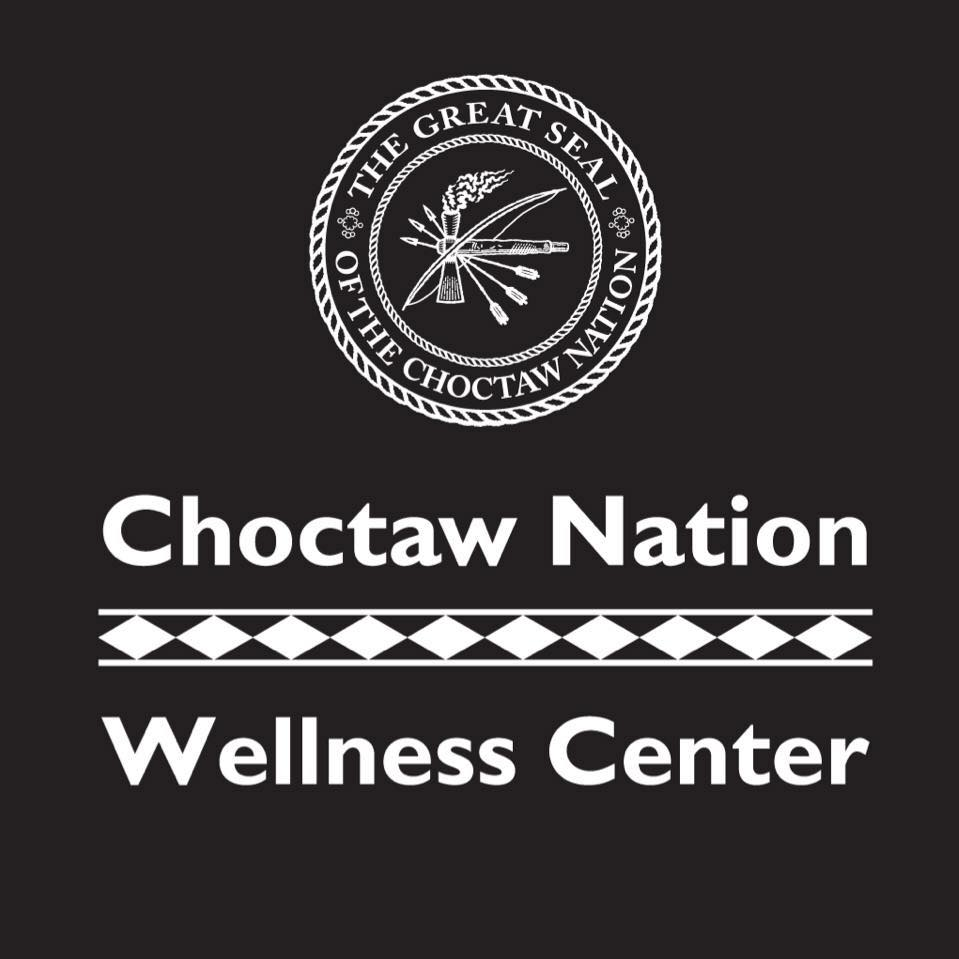 THE GREAT SEAL
OF THE CHOCTAW NATION
Choctaw Nation
Wellness Center